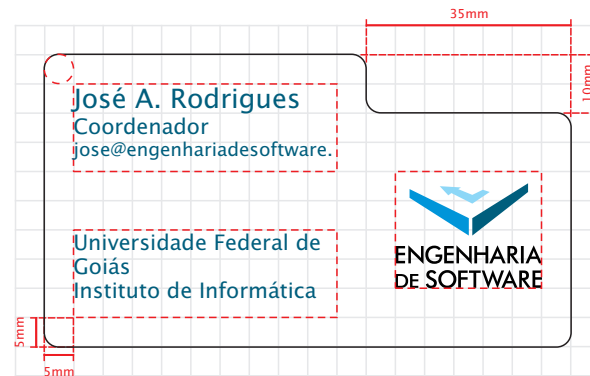 35mm
10mm
José A. Rodrigues
Coordenador
jose@engenhariadesoftware.
Universidade Federal de
Goiás
Instituto de Informática
ENGENHARIA
DE SOFTWARE
5mm
5mm